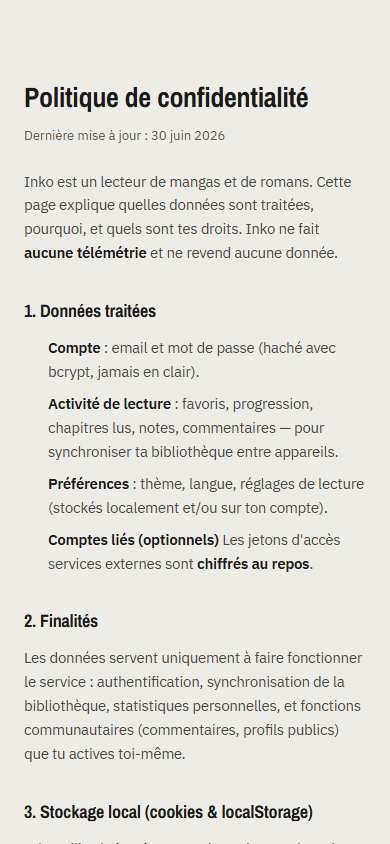 Politique de confidentialité
Dernière mise à jour : 30 juin 2026
Inko est un lecteur de mangas et de romans. Cette
page explique quelles données sont traitées,
pourquoi, et quels sont tes droits. Inko ne fait
aucune télémétrie et ne revend aucune donnée.
1. Données traitées
Compte : email et mot de passe (haché avec
bcrypt, jamais en clair).
Activité de lecture : favoris, progression,
chapitres lus, notes, commentaires — pour
synchroniser ta bibliothèque entre appareils.
Préférences : thème, langue, réglages de lecture
(stockés localement et/ou sur ton compte).
Comptes liés (optionnels) Les jetons d'accès
services externes sont chiffrés au repos.
2. Finalités
Les données servent uniquement à faire fonctionner
le service : authentification, synchronisation de la
bibliothèque, statistiques personnelles, et fonctions
communautaires (commentaires, profils publics)
que tu actives toi-même.
3. Stockage local (cookies & localStorage)